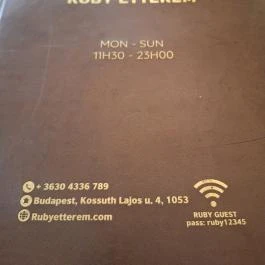 RUBY ETTEREM
MON - SUN
11H30 - 23H00
+ 3630 4336 789
Budapest, Kossuth Lajos u. 4, 1053
Rubyetterem.com
RUBY GUEST
pass: ruby12345